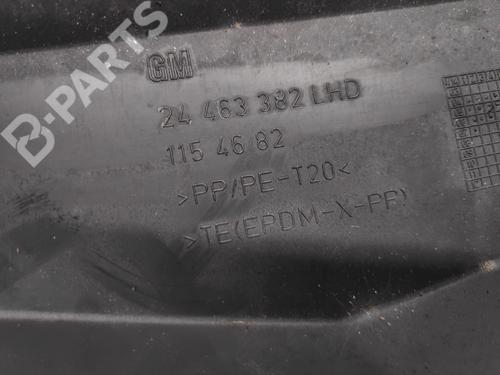 B-PARTS
GM
24 463 382 LHD
115 46 82
>PP/PE-T20<
>TE(EPDM-X-PP)